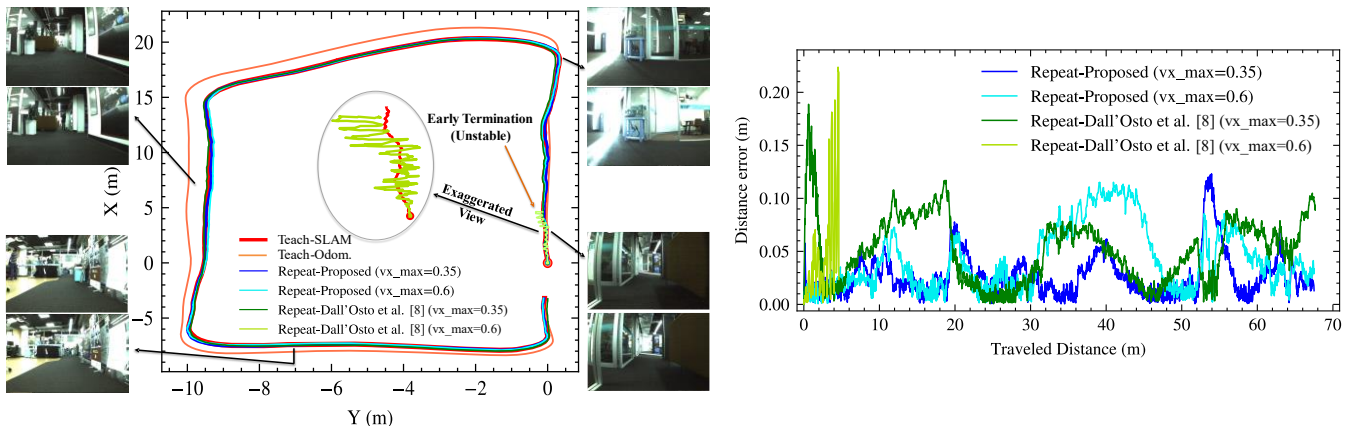 20
15
10
5
0
−5
X (m)
−10
−8
−6
−4
−2
0
Y (m)
Early Termination
(Unstable)
Exaggerated
View
Teach-SLAM
Teach-Odom.
Repeat-Proposed (vx_max=0.35)
Repeat-Proposed (vx_max=0.6)
Repeat-Dall'Osto et al. [8] (vx_max=0.35)
Repeat-Dall'Osto et al. [8] (vx_max=0.6)
0.20
0.15
0.10
0.05
0.00
Distance error (m)
Repeat-Proposed (vx_max=0.35)
Repeat-Proposed (vx_max=0.6)
Repeat-Dall'Osto et al. [8] (vx_max=0.35)
Repeat-Dall'Osto et al. [8] (vx_max=0.6)
0
10
20
30
40
50
60
70
Traveled Distance (m)